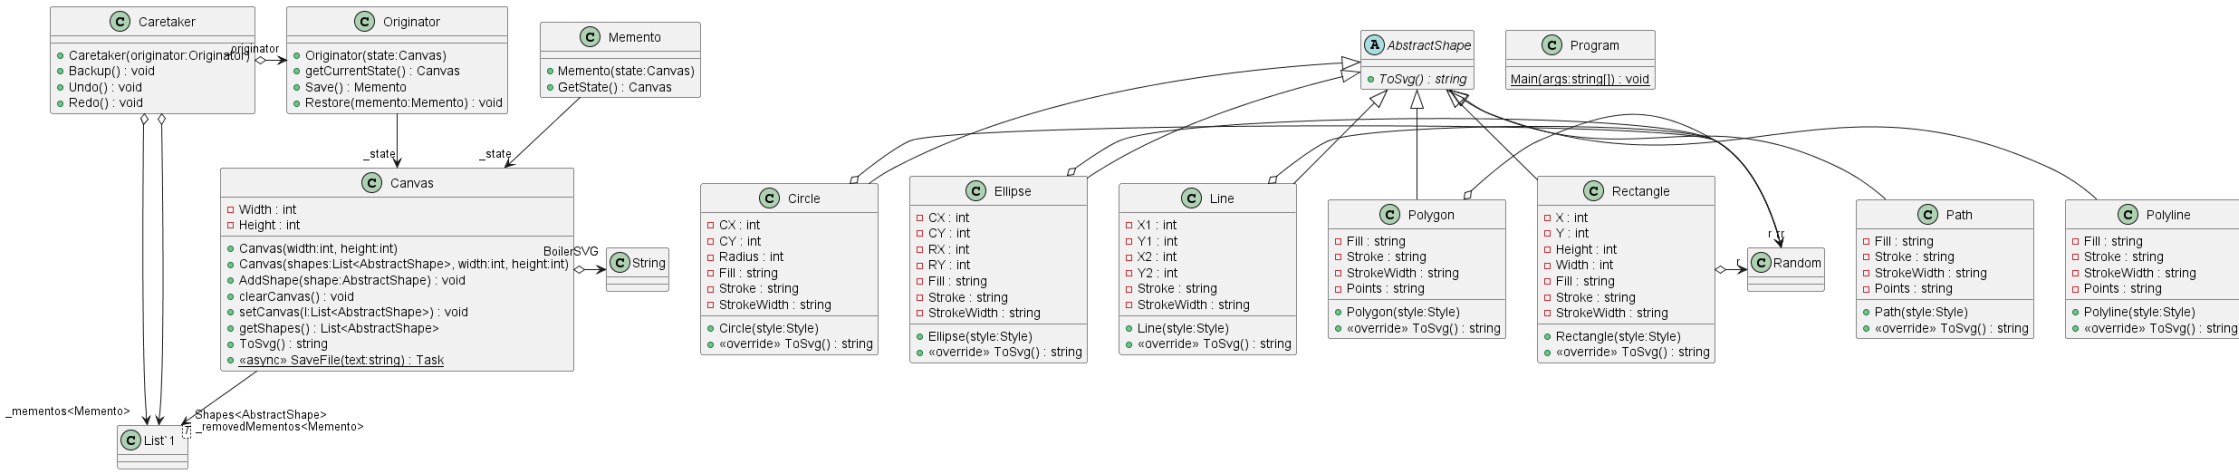 C Caretaker
Caretaker(originator:Originator)
Backup() : void
Undo() : void
Redo() : void
_originator
C Originator
Originator(state:Canvas)
getCurrentState() : Canvas
Save() : Memento
Restore(memento:Memento) : void
C Memento
Memento(state:Canvas)
GetState() : Canvas
_state
_state
C Canvas
Width : int
Height : int
Canvas(width:int, height:int)
Canvas(shapes:List<AbstractShape>, width:int, height:int)
AddShape(shape:AbstractShape) : void
clearCanvas() : void
setCanvas(l:List<AbstractShape>) : void
getShapes() : List<AbstractShape>
ToSvg() : string
«async» SaveFile(text:string) : Task
BoilerSVG
C String
_mementos<Memento>
Shapes<AbstractShape>
_removedMementos<Memento>
C List`1
T
A AbstractShape
ToSvg() : string
C Program
Main(args:string[]) : void
C Circle
CX : int
CY : int
Radius : int
Fill : string
Stroke : string
StrokeWidth : string
Circle(style:Style)
«override» ToSvg() : string
C Ellipse
CX : int
CY : int
RX : int
RY : int
Fill : string
Stroke : string
StrokeWidth : string
Ellipse(style:Style)
«override» ToSvg() : string
C Line
X1 : int
Y1 : int
X2 : int
Y2 : int
Stroke : string
StrokeWidth : string
Line(style:Style)
«override» ToSvg() : string
C Polygon
Fill : string
Stroke : string
StrokeWidth : string
Points : string
Polygon(style:Style)
«override» ToSvg() : string
C Rectangle
X : int
Y : int
Height : int
Width : int
Fill : string
Stroke : string
StrokeWidth : string
Rectangle(style:Style)
«override» ToSvg() : string
r
r rr
C Random
C Path
Fill : string
Stroke : string
StrokeWidth : string
Points : string
Path(style:Style)
«override» ToSvg() : string
C Polyline
Fill : string
Stroke : string
StrokeWidth : string
Points : string
Polyline(style:Style)
«override» ToSvg() : string